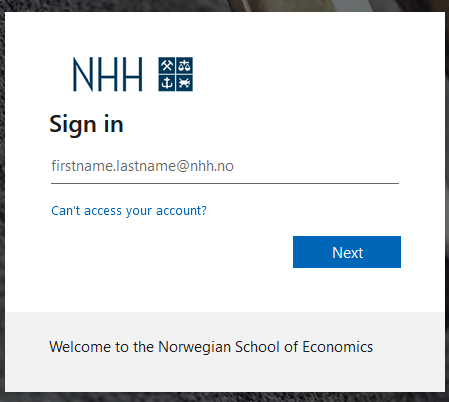 NHH
Sign in
firstname.lastname@nhh.no
Can't access your account?
Next
Welcome to the Norwegian School of Economics